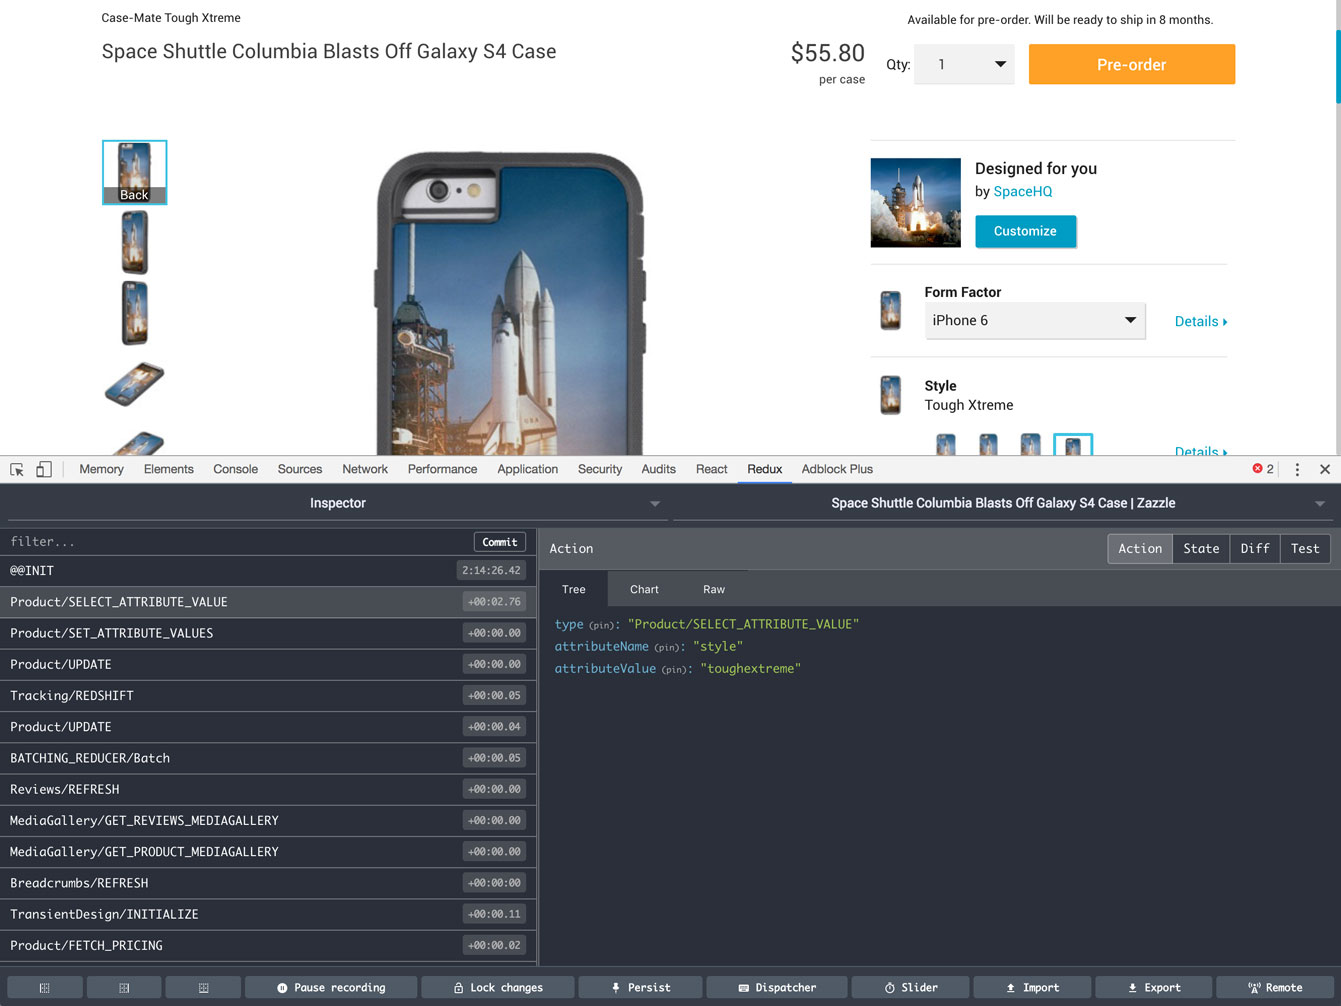 Case-Mate Tough Xtreme
Available for pre-order. Will be ready to ship in 8 months.
Space Shuttle Columbia Blasts Off Galaxy S4 Case
$55.80
per case
Qty:
1
Pre-order
Back
Designed for you
by SpaceHQ
Customize
Form Factor
iPhone 6
Details
Style
Tough Xtreme
Details
USA
Memory Elements Console Sources Network Performance Application Security Audits React Redux Adblock Plus 2
Inspector
Space Shuttle Columbia Blasts Off Galaxy S4 Case | Zazzle
filter...
Commit
@@INIT 2:14:26.42
Product/SELECT_ATTRIBUTE_VALUE +00:02.76
Product/SET_ATTRIBUTE_VALUES +00:00.00
Product/UPDATE +00:00.00
Tracking/REDSHIFT +00:00.05
Product/UPDATE +00:00.04
BATCHING_REDUCER/Batch +00:00.05
Reviews/REFRESH +00:00.00
MediaGallery/GET_REVIEWS_MEDIAGALLERY +00:00.00
MediaGallery/GET_PRODUCT_MEDIAGALLERY +00:00.00
Breadcrumbs/REFRESH +00:00:00
TransientDesign/INITIALIZE +00:00.11
Product/FETCH_PRICING +00:00.02
Action
Action State Diff Test
Tree Chart Raw
type (pin): "Product/SELECT_ATTRIBUTE_VALUE"
attributeName (pin): "style"
attributeValue (pin): "toughextreme"
Pause recording Lock changes Persist Dispatcher Slider Import Export Remote